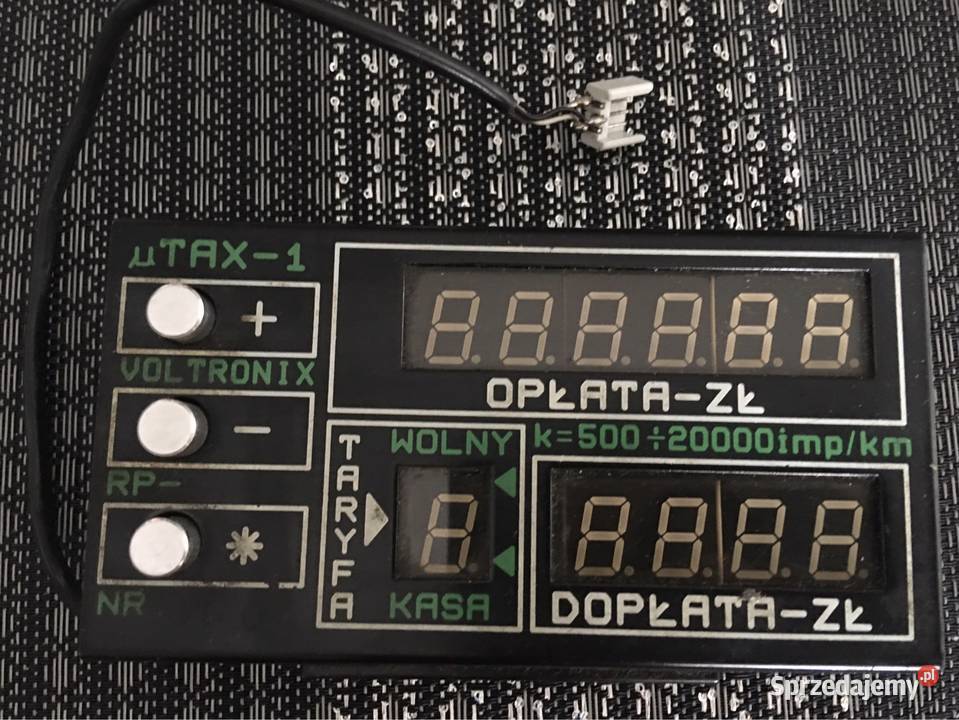 µTAX-1
+
VOLTRONIX
-
RP-
*
NR
OPŁATA-ZŁ
TARYFA
WOLNY
KASA
k=500÷20000imp/km
DOPŁATA-ZŁ
Sprzedajemy.pl